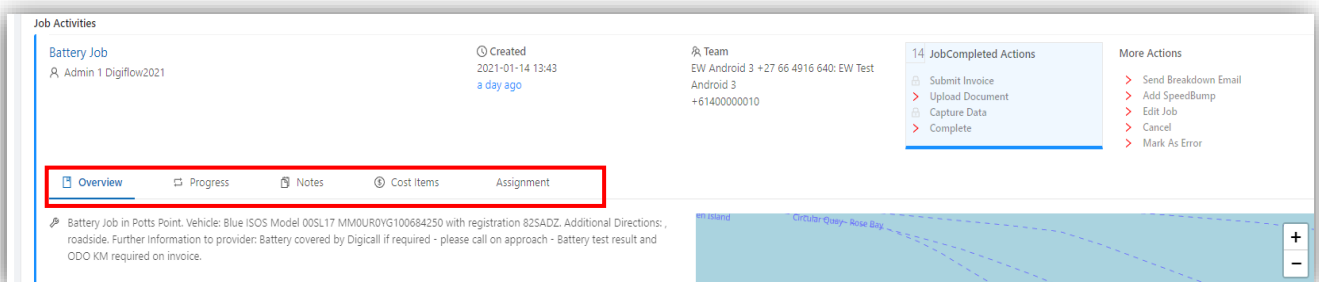 Job Activities
Battery Job
Admin 1 Digiflow2021
Created
2021-01-14 13:43
a day ago
Team
EW Android 3 +27 66 4916 640: EW Test
Android 3
+61400000010
14 JobCompleted Actions
Submit Invoice
Upload Document
Capture Data
Complete
More Actions
Send Breakdown Email
Add SpeedBump
Edit Job
Cancel
Mark As Error
Overview Progress Notes Cost Items Assignment
Battery Job in Potts Point. Vehicle: Blue ISOS Model 00SL17 MM0UR0YG100684250 with registration 82SADZ. Additional Directions: ,
roadside. Further Information to provider: Battery covered by Digicall if required - please call on approach - Battery test result and
ODO KM required on invoice.
en Island
Circular Quay- Rose Bay
+
−